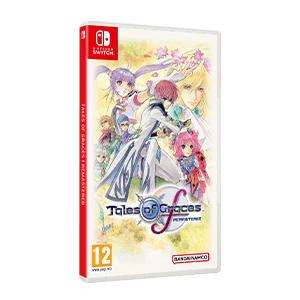 NINTENDO
SWITCH
TALES OF GRACES f REMASTERED
Tales of Graces
f
REMASTERED
12
www.pegi.info
BANDAI NAMCO